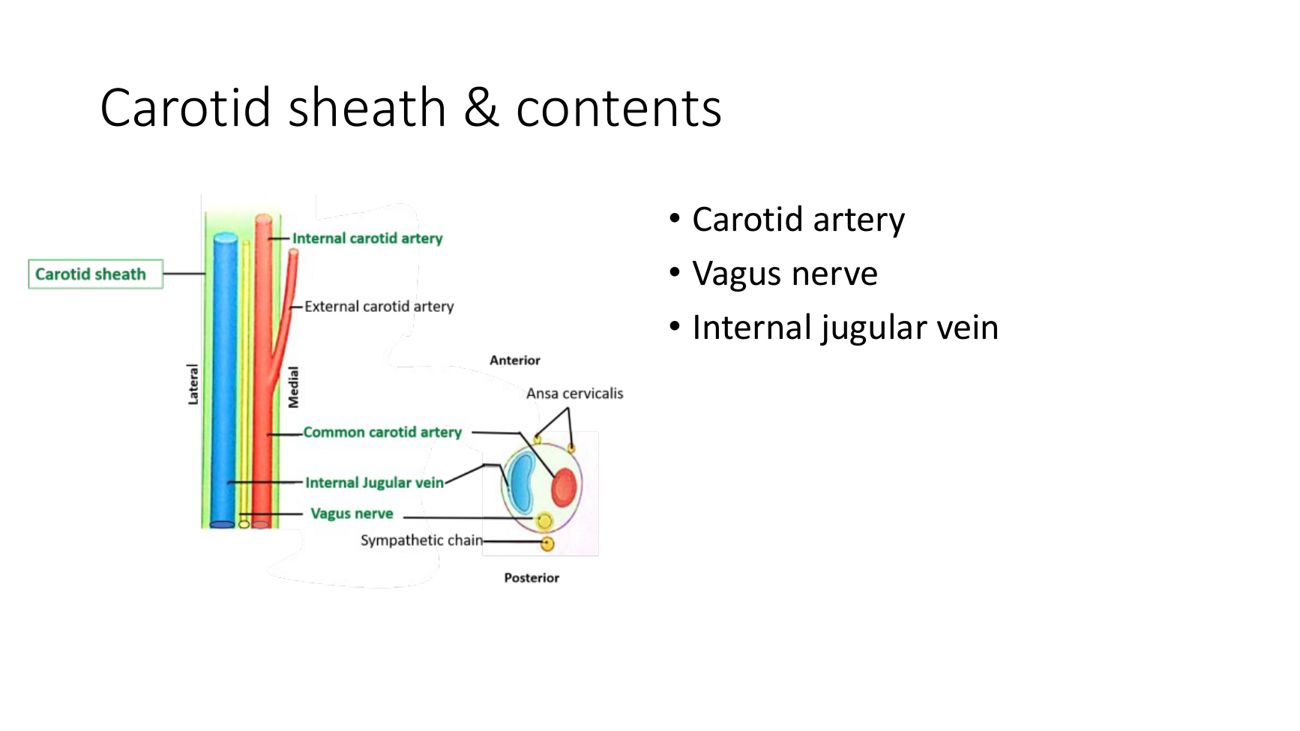 Carotid sheath & contents
Internal carotid artery
Carotid sheath
External carotid artery
Lateral
Medial
Anterior
Ansa cervicalis
Common carotid artery
Internal Jugular vein
Vagus nerve
Sympathetic chain
Posterior
• Carotid artery
• Vagus nerve
• Internal jugular vein